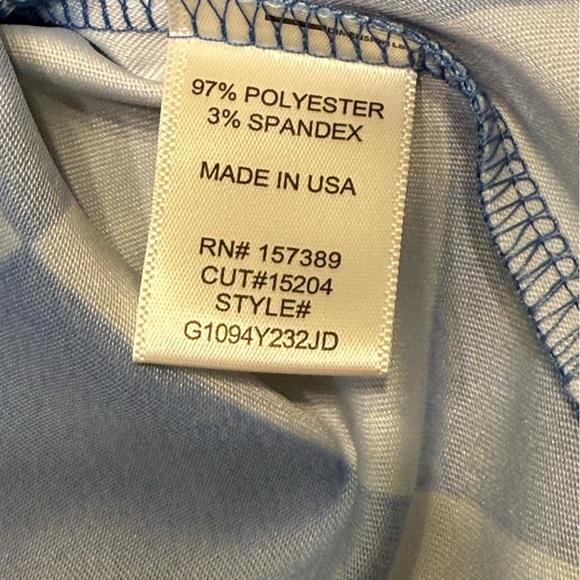 97% POLYESTER
3% SPANDEX
MADE IN USA
RN# 157389
CUT#15204
STYLE#
G1094Y232JD